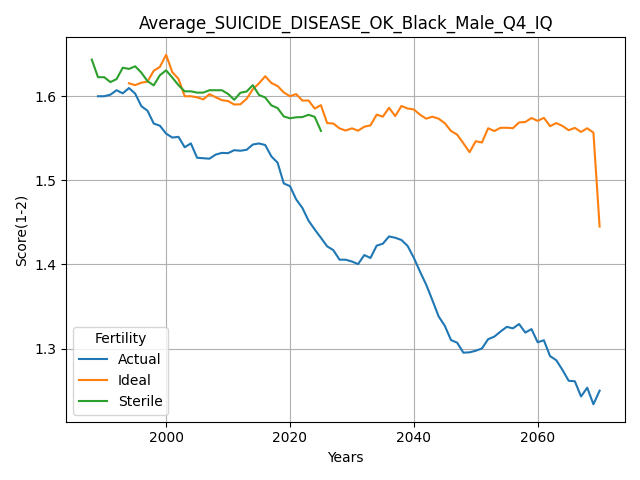 Average_SUICIDE_DISEASE_OK_Black_Male_Q4_IQ
Score(1-2)
1.6
1.5
1.4
1.3
Fertility
Actual
Ideal
Sterile
2000
2020
2040
2060
Years